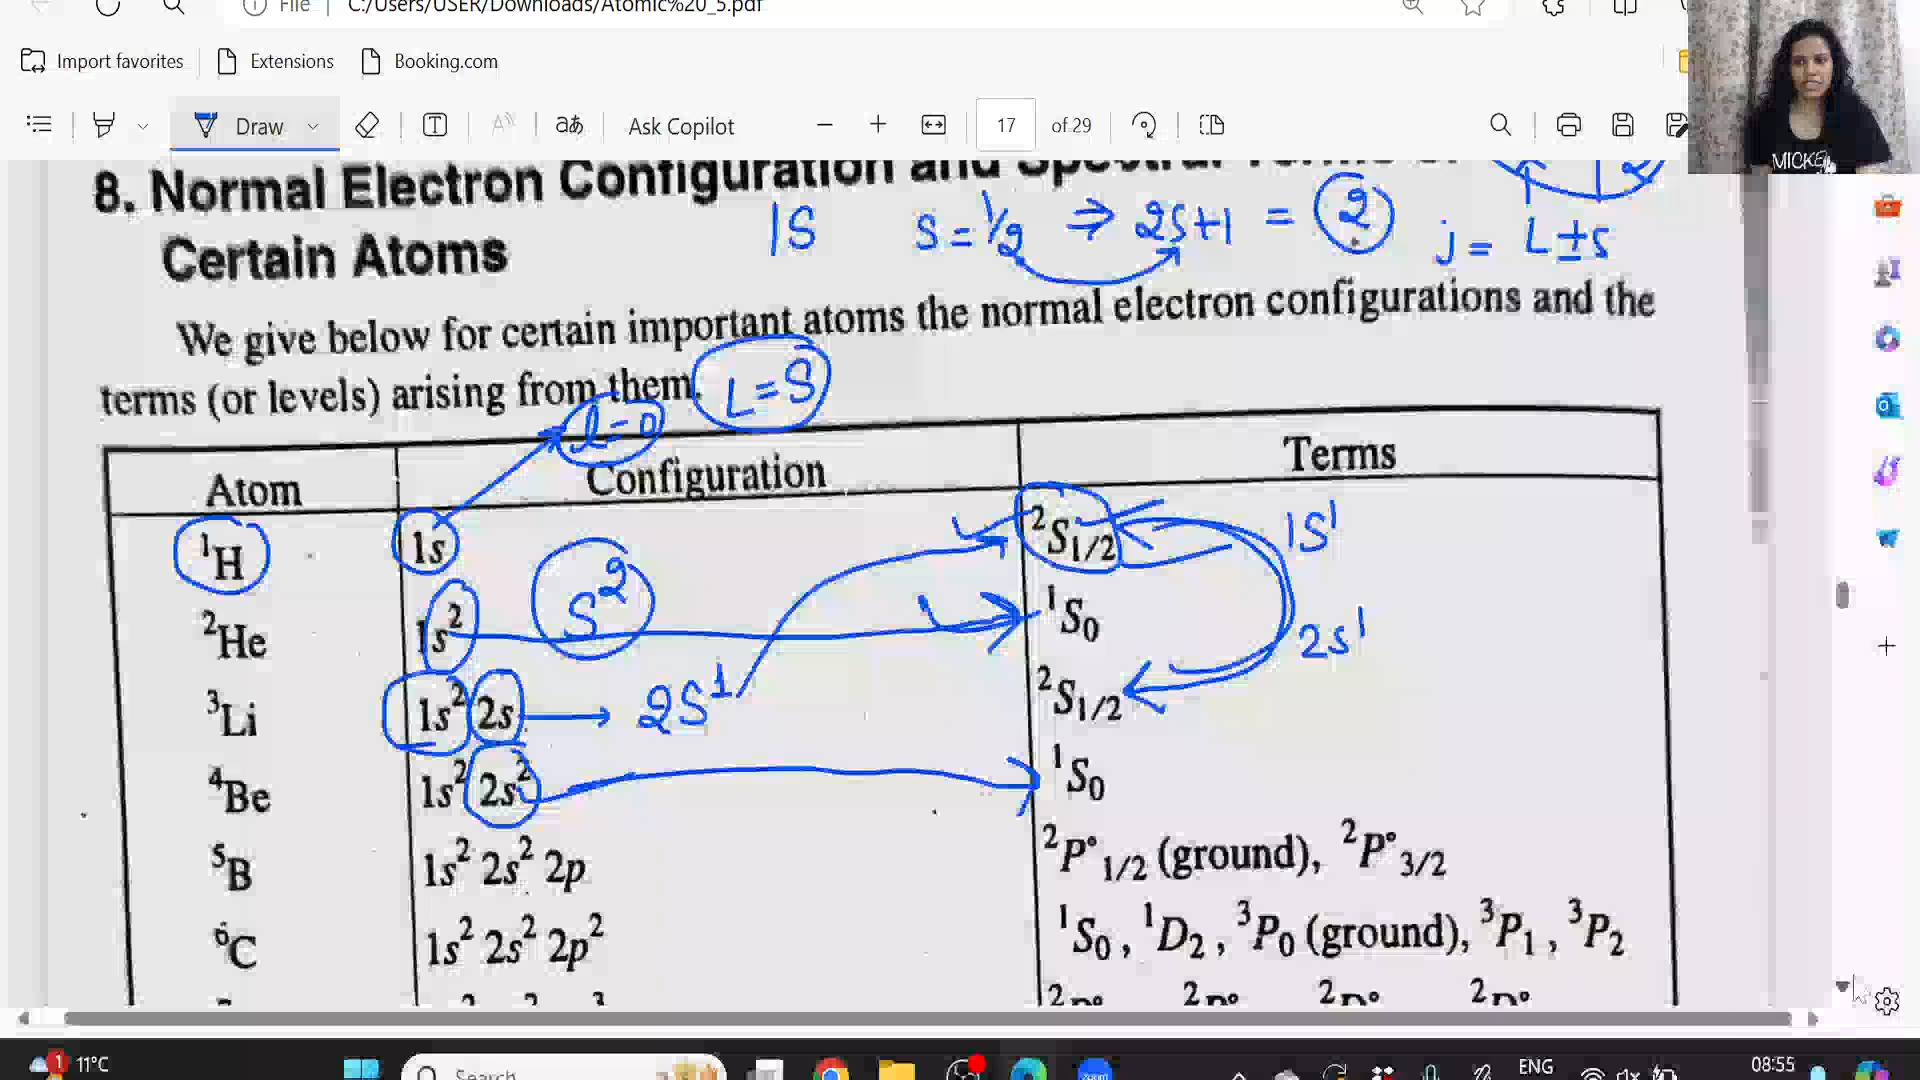 File C:/Users/USER/Downloads/Atomic%20_5.pdf
Import favorites Extensions Booking.com
Draw Ask Copilot 17 of 29
MICKEY
8. Normal Electron Configuration and Spectral Terms of
Certain Atoms
1S S = 1/2 ⇒ 2S+1 = 2 j = L ± S
We give below for certain important atoms the normal electron configurations and the
terms (or levels) arising from them.
l=0 L=S
Atom Configuration Terms
¹H 1s ²S₁/₂ 1S¹
²He 1s² S² ¹S₀
³Li 1s² 2s 2S¹ ²S₁/₂ 2s¹
⁴Be 1s² 2s² ¹S₀
⁵B 1s² 2s² 2p ²P°₁/₂ (ground), ²P°₃/₂
⁶C 1s² 2s² 2p² ¹S₀, ¹D₂, ³P₀ (ground), ³P₁, ³P₂
1 11°C Search zoom ENG 08:55